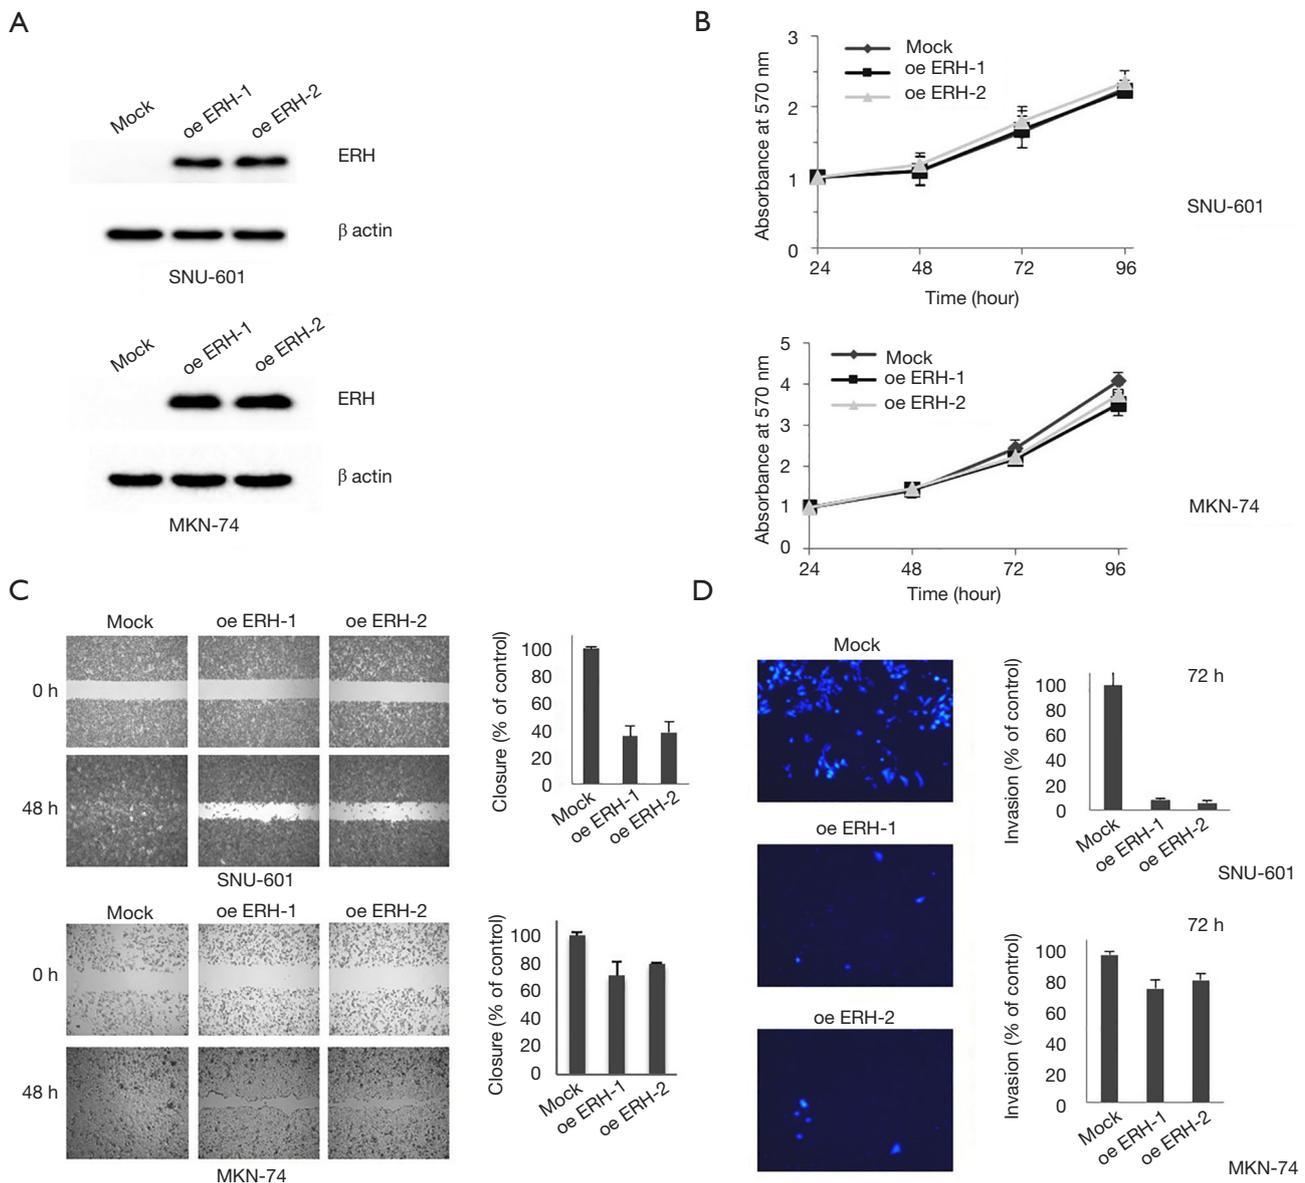 A
Mock
oe ERH-1
oe ERH-2
ERH
β actin
SNU-601
Mock
oe ERH-1
oe ERH-2
ERH
β actin
MKN-74
B
3
2
1
0
Absorbance at 570 nm
Mock
oe ERH-1
oe ERH-2
24 48 72 96
Time (hour)
SNU-601
5
4
3
2
1
0
Absorbance at 570 nm
Mock
oe ERH-1
oe ERH-2
24 48 72 96
Time (hour)
MKN-74
C
Mock oe ERH-1 oe ERH-2
0 h
48 h
SNU-601
Closure (% of control)
100
80
60
40
20
0
Mock
oe ERH-1
oe ERH-2
Mock oe ERH-1 oe ERH-2
0 h
48 h
MKN-74
Closure (% of control)
100
80
60
40
20
0
Mock
oe ERH-1
oe ERH-2
D
Mock
oe ERH-1
oe ERH-2
Invasion (% of control)
100
80
60
40
20
0
72 h
Mock
oe ERH-1
oe ERH-2
SNU-601
Invasion (% of control)
100
80
60
40
20
0
72 h
Mock
oe ERH-1
oe ERH-2
MKN-74